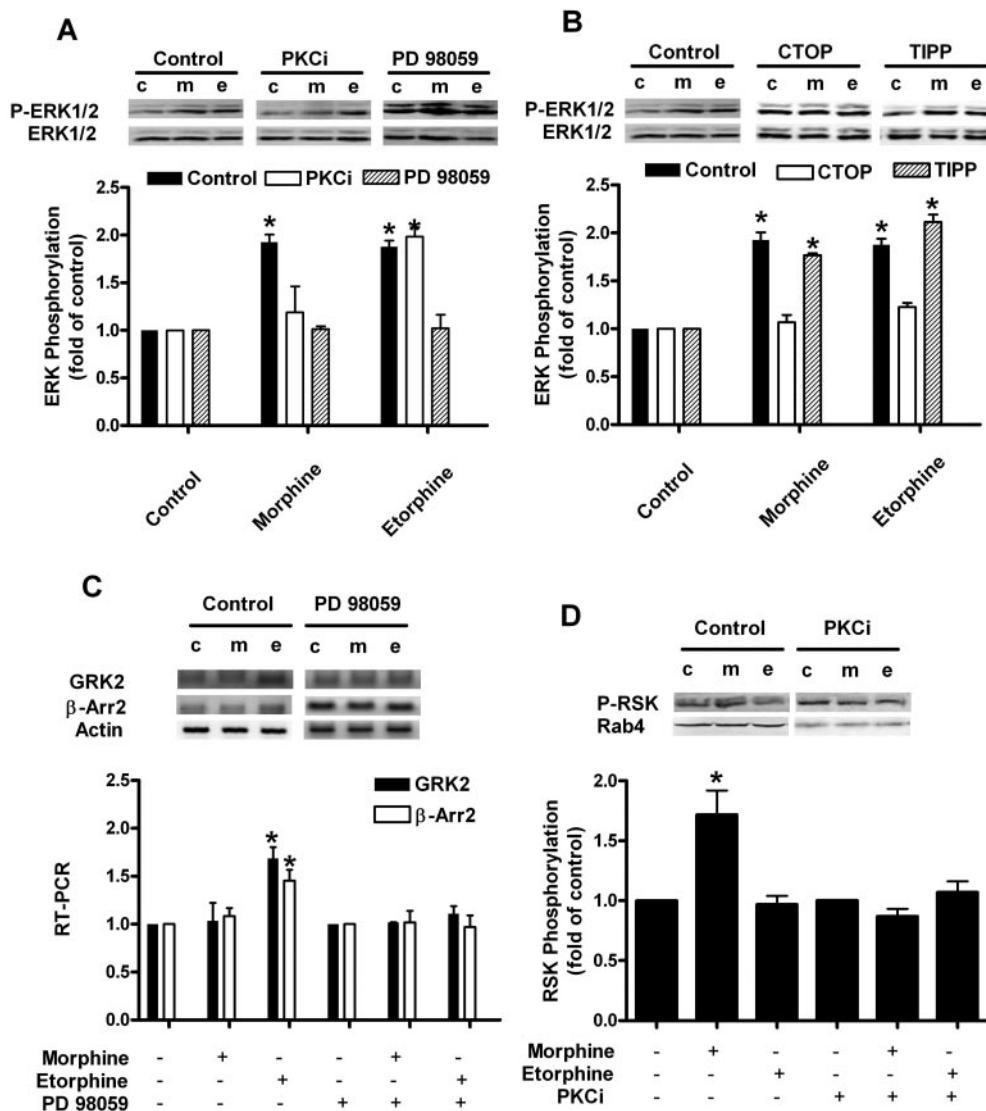 A
Control PKCi PD 98059
c m e c m e c m e
P-ERK1/2
ERK1/2
Control PKCi PD 98059
ERK Phosphorylation
(fold of control)
2.5
2.0
1.5
1.0
0.5
0.0
* * *
Control Morphine Etorphine
B
Control CTOP TIPP
c m e c m e c m e
P-ERK1/2
ERK1/2
Control CTOP TIPP
ERK Phosphorylation
(fold of control)
2.5
2.0
1.5
1.0
0.5
0.0
* * * *
Control Morphine Etorphine
C
Control PD 98059
c m e c m e
GRK2
β-Arr2
Actin
GRK2
β-Arr2
RT-PCR
2.5
2.0
1.5
1.0
0.5
0.0
* *
Morphine - + - - + -
Etorphine - - + - - +
PD 98059 - - - + + +
D
Control PKCi
c m e c m e
P-RSK
Rab4
RSK Phosphorylation
(fold of control)
2.0
1.5
1.0
0.5
0.0
*
Morphine - + - - + -
Etorphine - - + - - +
PKCi - - - + + +